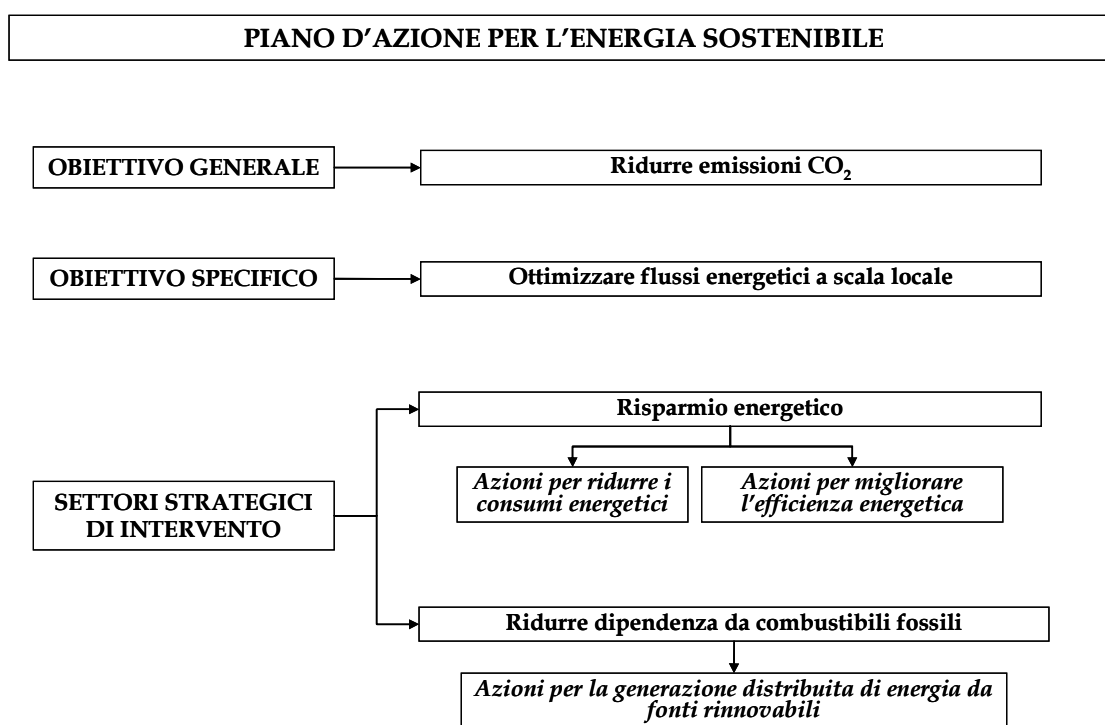 PIANO D'AZIONE PER L'ENERGIA SOSTENIBILE
OBIETTIVO GENERALE
Ridurre emissioni CO₂
OBIETTIVO SPECIFICO
Ottimizzare flussi energetici a scala locale
SETTORI STRATEGICI
DI INTERVENTO
Risparmio energetico
Azioni per ridurre i
consumi energetici
Azioni per migliorare
l'efficienza energetica
Ridurre dipendenza da combustibili fossili
Azioni per la generazione distribuita di energia da
fonti rinnovabili